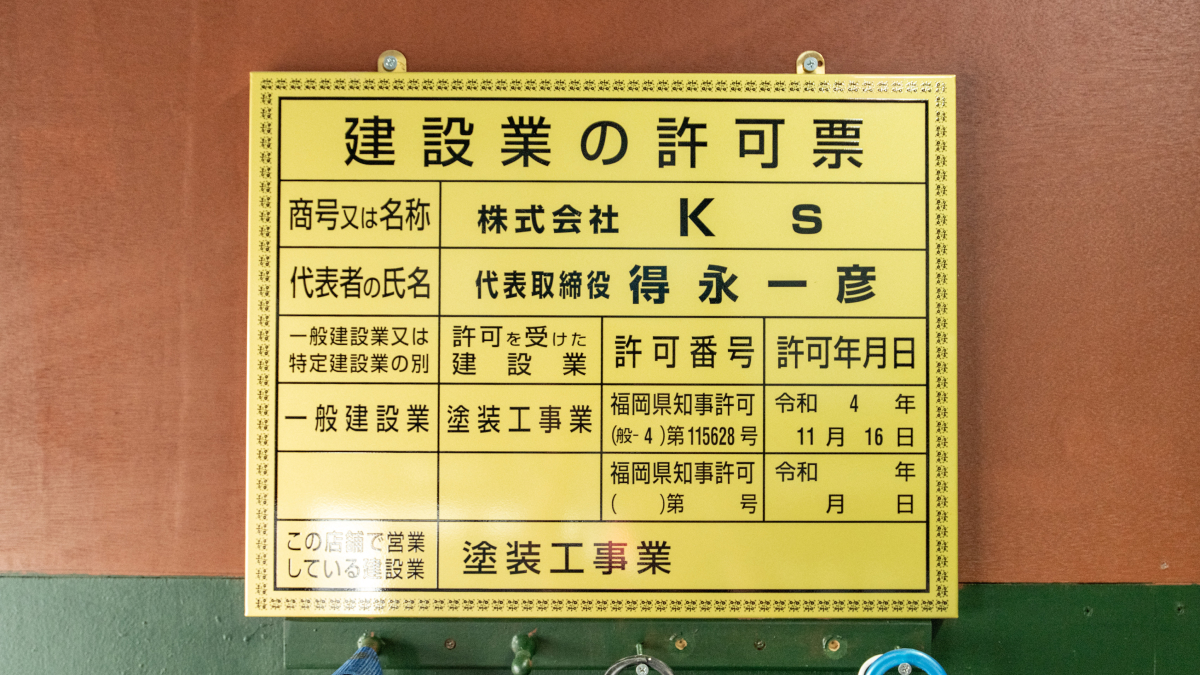 建設業の許可票
商号又は名称 株式会社 K s
代表者の氏名 代表取締役 得永一彦
一般建設業又は
特定建設業の別
許可を受けた
建設業
許可番号
許可年月日
一般建設業
塗装工事業
福岡県知事許可
(般-4)第115628号
令和 4 年
11月 16日
福岡県知事許可
( )第 号
令和 年
月 日
この店舗で営業
している建設業
塗装工事業